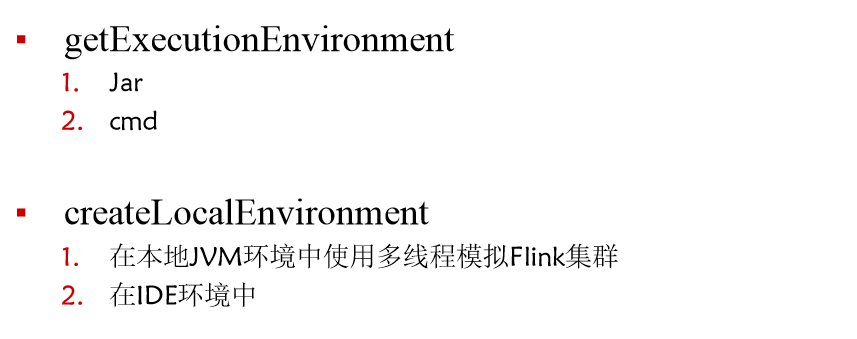 ▪ getExecutionEnvironment
1. Jar
2. cmd
▪ createLocalEnvironment
1. 在本地JVM环境中使用多线程模拟Flink集群
2. 在IDE环境中